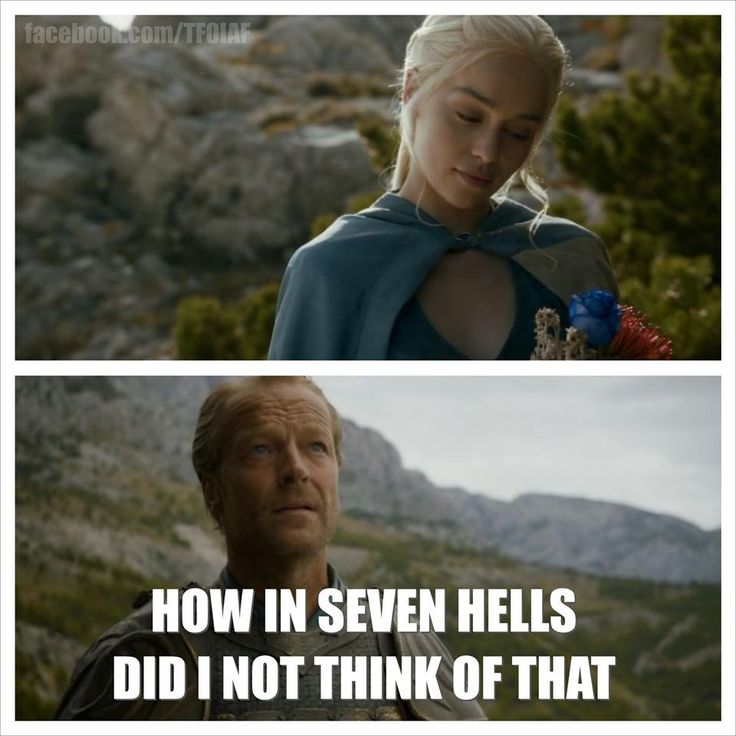 facebook.com/TFOIAF
HOW IN SEVEN HELLS
DID I NOT THINK OF THAT